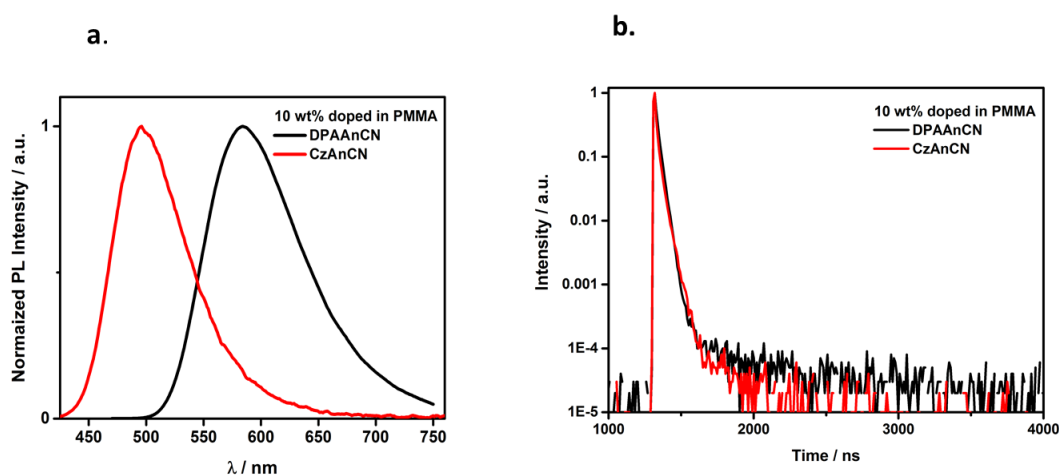 a.
b.
10 wt% doped in PMMA
DPAAnCN
CzAnCN
Normaized PL Intensity / a.u.
1
0
450 500 550 600 650 700 750
λ / nm
10 wt% doped in PMMA
DPAAnCN
CzAnCN
Intensity / a.u.
1
0.1
0.01
0.001
1E-4
1E-5
1000 2000 3000 4000
Time / ns